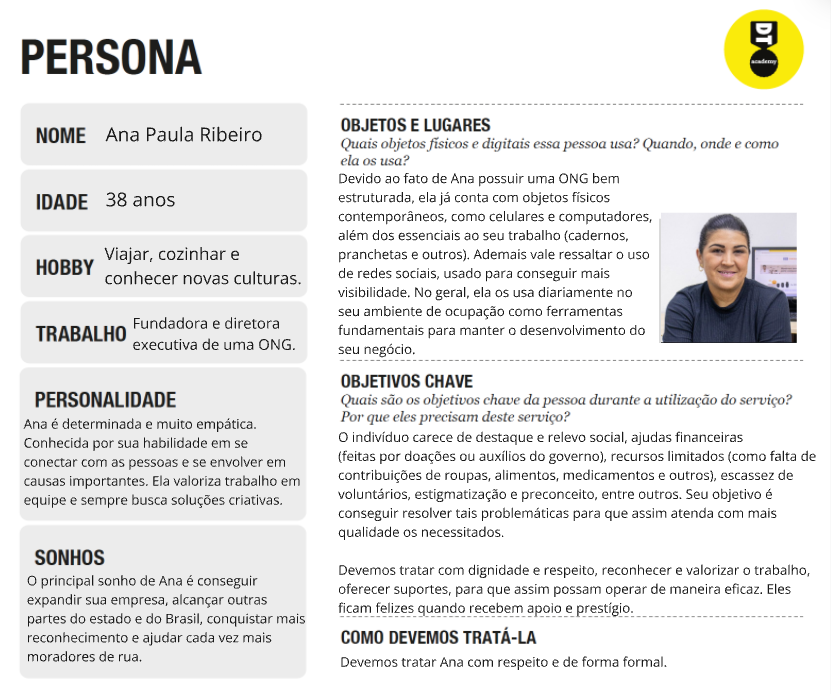 PERSONA
DT
academy
NOME Ana Paula Ribeiro
IDADE 38 anos
HOBBY Viajar, cozinhar e
conhecer novas culturas.
TRABALHO Fundadora e diretora
executiva de uma ONG.
PERSONALIDADE
Ana é determinada e muito empática.
Conhecida por sua habilidade em se
conectar com as pessoas e se envolver em
causas importantes. Ela valoriza trabalho em
equipe e sempre busca soluções criativas.
SONHOS
O principal sonho de Ana é conseguir
expandir sua empresa, alcançar outras
partes do estado e do Brasil, conquistar mais
reconhecimento e ajudar cada vez mais
moradores de rua.
OBJETOS E LUGARES
Quais objetos físicos e digitais essa pessoa usa? Quando, onde e como
ela os usa?
Devido ao fato de Ana possuir uma ONG bem
estruturada, ela já conta com objetos físicos
contemporâneos, como celulares e computadores,
além dos essenciais ao seu trabalho (cadernos,
pranchetas e outros). Ademais vale ressaltar o uso
de redes sociais, usado para conseguir mais
visibilidade. No geral, ela os usa diariamente no
seu ambiente de ocupação como ferramentas
fundamentais para manter o desenvolvimento do
seu negócio.
OBJETIVOS CHAVE
Quais são os objetivos chave da pessoa durante a utilização do serviço?
Por que eles precisam deste serviço?
O indivíduo carece de destaque e relevo social, ajudas financeiras
(feitas por doações ou auxílios do governo), recursos limitados (como falta de
contribuições de roupas, alimentos, medicamentos e outros), escassez de
voluntários, estigmatização e preconceito, entre outros. Seu objetivo é
conseguir resolver tais problemáticas para que assim atenda com mais
qualidade os necessitados.
Devemos tratar com dignidade e respeito, reconhecer e valorizar o trabalho,
oferecer suportes, para que assim possam operar de maneira eficaz. Eles
ficam felizes quando recebem apoio e prestígio.
COMO DEVEMOS TRATÁ-LA
Devemos tratar Ana com respeito e de forma formal.